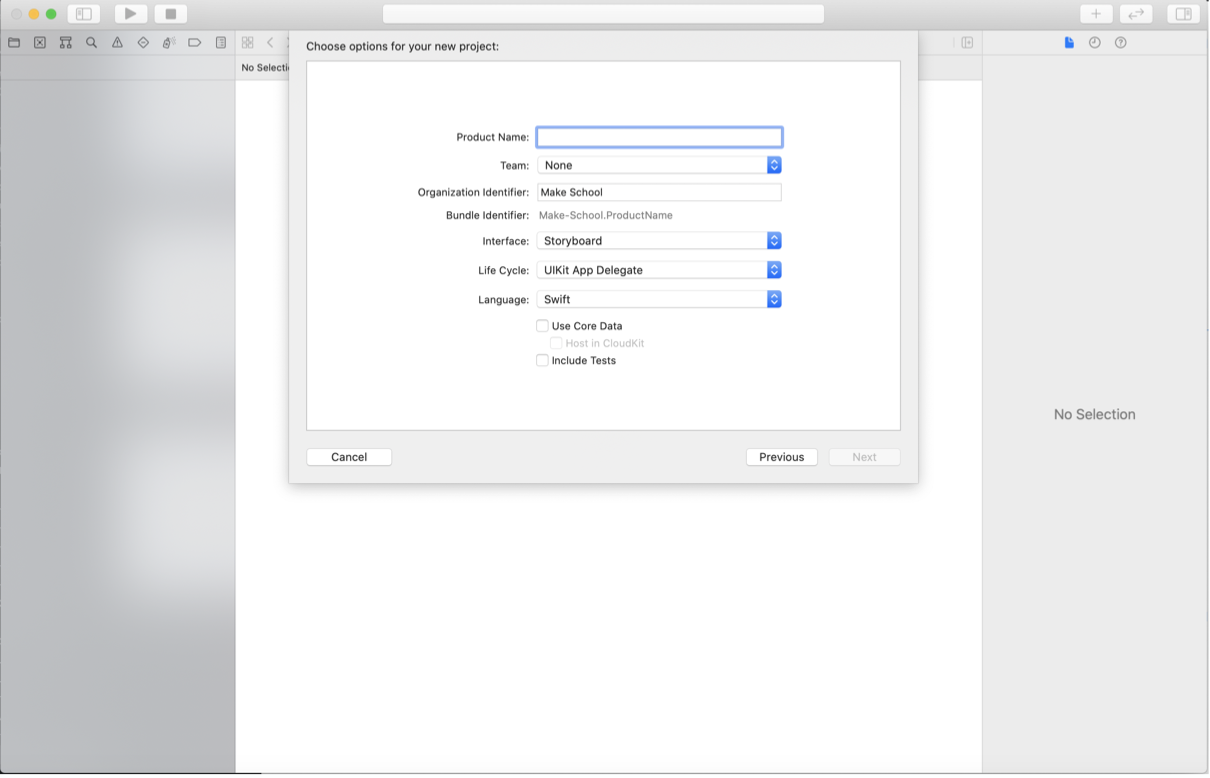 Choose options for your new project:
No Selecti
Product Name:
Team: None
Organization Identifier: Make School
Bundle Identifier: Make-School.ProductName
Interface: Storyboard
Life Cycle: UIKit App Delegate
Language: Swift
Use Core Data
Host in CloudKit
Include Tests
No Selection
Cancel Previous Next